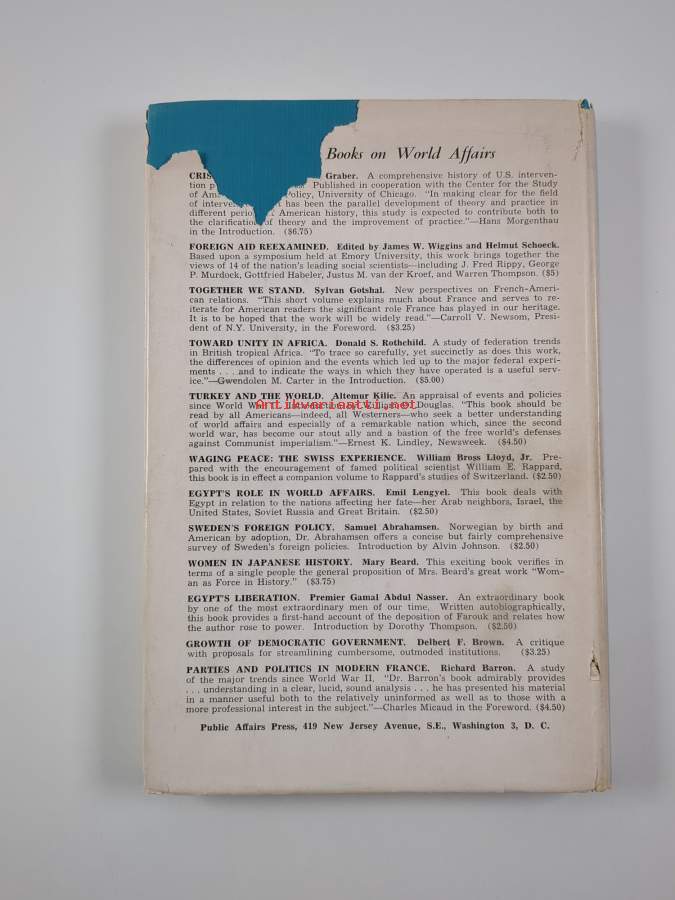 Books on World Affairs
CRIS Graber. A comprehensive history of U.S. interven-
tion p Published in cooperation with the Center for the Study
of Am Policy, University of Chicago. "In making clear for the field
of interven has been the parallel development of theory and practice in
different perio American history, this study is expected to contribute both to
the clarification of theory and the improvement of practice."—Hans Morgenthau
in the Introduction. ($6.75)
FOREIGN AID REEXAMINED. Edited by James W. Wiggins and Helmut Schoeck.
Based upon a symposium held at Emory University, this work brings together the
views of 14 of the nation's leading social scientists—including J. Fred Rippy, George
P. Murdock, Gottfried Habeler, Justus M. van der Kroef, and Warren Thompson. ($5)
TOGETHER WE STAND. Sylvan Gotshal. New perspectives on French-Ameri-
can relations. "This short volume explains much about France and serves to re-
iterate for American readers the significant role France has played in our heritage.
It is to be hoped that the work will be widely read."—Carroll V. Newsom, Presi-
dent of N.Y. University, in the Foreword. ($3.25)
TOWARD UNITY IN AFRICA. Donald S. Rothchild. A study of federation trends
in British tropical Africa. "To trace so carefully, yet succinctly as does this work,
the differences of opinion and the events which led up to the major federal experi-
ments . . . and to indicate the ways in which they have operated is a useful serv-
ice."—Gwendolen M. Carter in the Introduction. ($5.00)
TURKEY AND THE WORLD. Altemur Kilic. An appraisal of events and policies
since World War Douglas. "This book should be
Antikvariaatti.net
read by all Americans—indeed, all Westerners—who seek a better understanding
of world affairs and especially of a remarkable nation which, since the second
world war, has become our stout ally and a bastion of the free world's defenses
against Communist imperialism."—Ernest K. Lindley, Newsweek. ($4.50)
WAGING PEACE: THE SWISS EXPERIENCE. William Bross Lloyd, Jr. Pre-
pared with the encouragement of famed political scientist William E. Rappard,
this book is in effect a companion volume to Rappard's studies of Switzerland. ($2.50)
EGYPT'S ROLE IN WORLD AFFAIRS. Emil Lengyel. This book deals with
Egypt in relation to the nations affecting her fate—her Arab neighbors, Israel, the
United States, Soviet Russia and Great Britain. ($2.50)
SWEDEN'S FOREIGN POLICY. Samuel Abrahamsen. Norwegian by birth and
American by adoption, Dr. Abrahamsen offers a concise but fairly comprehensive
survey of Sweden's foreign policies. Introduction by Alvin Johnson. ($2.50)
WOMEN IN JAPANESE HISTORY. Mary Beard. This exciting book verifies in
terms of a single people the general proposition of Mrs. Beard's great work "Wom-
an as Force in History." ($3.75)
EGYPT'S LIBERATION. Premier Gamal Abdul Nasser. An extraordinary book
by one of the most extraordinary men of our time. Written autobiographically,
this book provides a first-hand account of the deposition of Farouk and relates how
the author rose to power. Introduction by Dorothy Thompson. ($2.50)
GROWTH OF DEMOCRATIC GOVERNMENT. Delbert F. Brown. A critique
with proposals for streamlining cumbersome, outmoded institutions. ($3.25)
PARTIES AND POLITICS IN MODERN FRANCE. Richard Barron. A study
of the major trends since World War II, "Dr. Barron's book admirably provides
. . . understanding in a clear, lucid, sound analysis . . . he has presented his material
in a manner useful both to the relatively uninformed as well as to those with a
more professional interest in the subject."—Charles Micaud in the Foreword. ($4.50)
Public Affairs Press, 419 New Jersey Avenue, S.E., Washington 3, D. C.